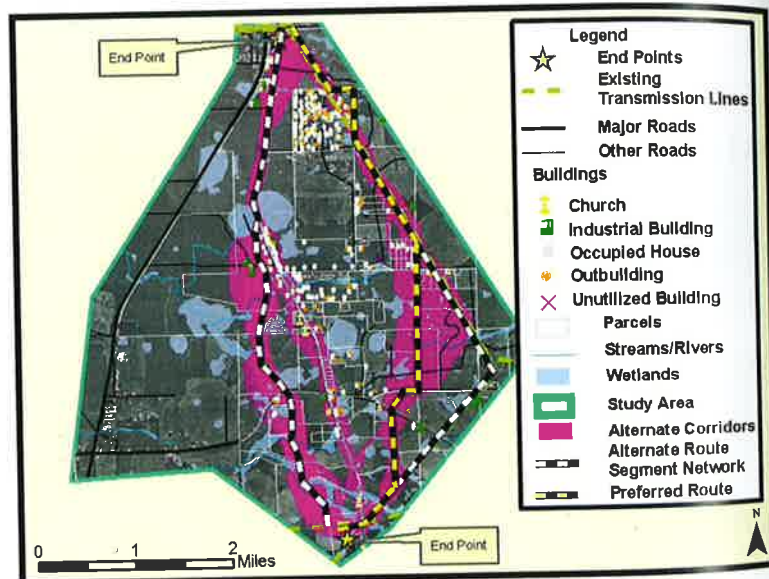 End Point
Legend
End Points
Existing
Transmission Lines
Major Roads
Other Roads
Buildings
Church
Industrial Building
Occupied House
Outbuilding
Unutilized Building
Parcels
Streams/Rivers
Wetlands
Study Area
Alternate Corridors
Alternate Route
Segment Network
Preferred Route
N
End Point
0 1 2
Miles